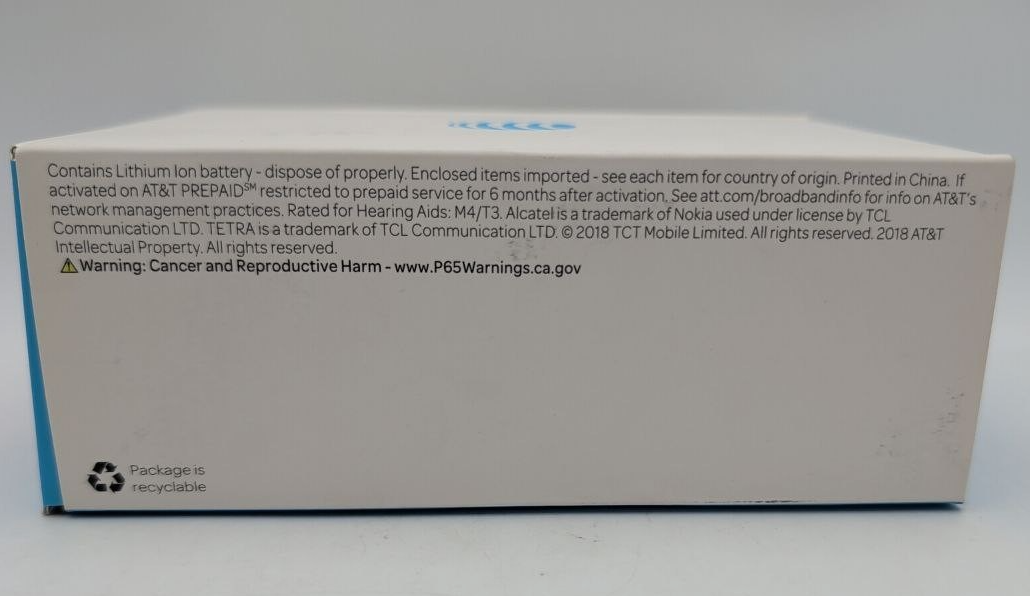 Contains Lithium Ion battery - dispose of properly. Enclosed items imported - see each item for country of origin. Printed in China. If
activated on AT&T PREPAID℠ restricted to prepaid service for 6 months after activation. See att.com/broadbandinfo for info on AT&T's
network management practices. Rated for Hearing Aids: M4/T3. Alcatel is a trademark of Nokia used under license by TCL
Communication LTD. TETRA is a trademark of TCL Communication LTD. © 2018 TCT Mobile Limited. All rights reserved. 2018 AT&T
Intellectual Property. All rights reserved.
⚠Warning: Cancer and Reproductive Harm - www.P65Warnings.ca.gov
Package is
recyclable